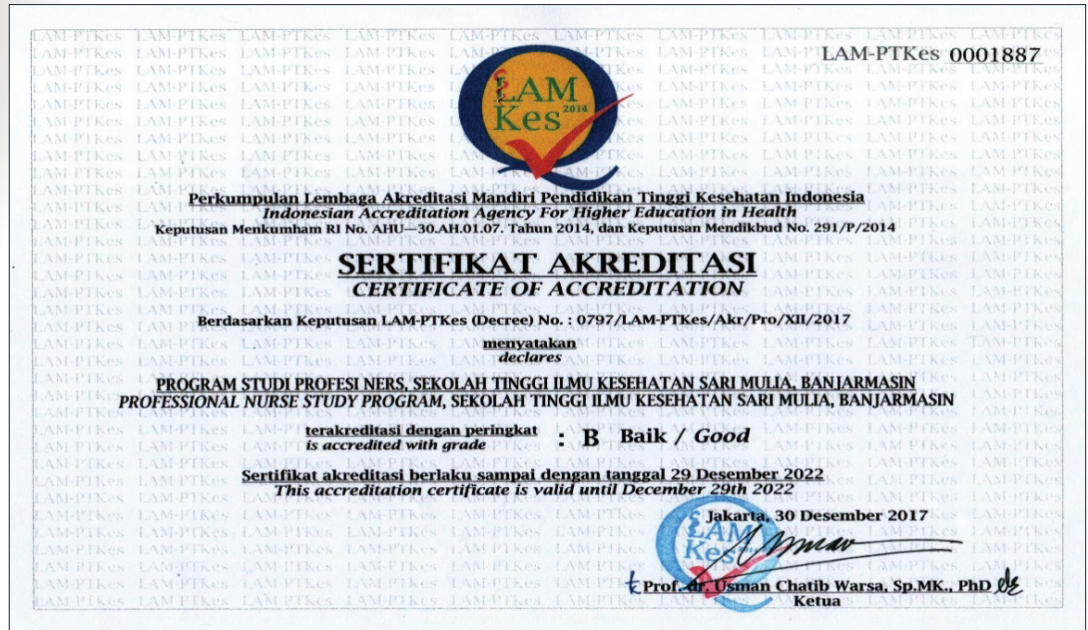 LAM-PTKes 0001887
LAM
Kes 2014
Perkumpulan Lembaga Akreditasi Mandiri Pendidikan Tinggi Kesehatan Indonesia
Indonesian Accreditation Agency For Higher Education in Health
Keputusan Menkumham RI No. AHU—30.AH.01.07. Tahun 2014, dan Keputusan Mendikbud No. 291/P/2014
SERTIFIKAT AKREDITASI
CERTIFICATE OF ACCREDITATION
Berdasarkan Keputusan LAM-PTKes (Decree) No. : 0797/LAM-PTKes/Akr/Pro/XII/2017
menyatakan
declares
PROGRAM STUDI PROFESI NERS, SEKOLAH TINGGI ILMU KESEHATAN SARI MULIA, BANJARMASIN
PROFESSIONAL NURSE STUDY PROGRAM, SEKOLAH TINGGI ILMU KESEHATAN SARI MULIA, BANJARMASIN
terakreditasi dengan peringkat : B Baik / Good
is accredited with grade
Sertifikat akreditasi berlaku sampai dengan tanggal 29 Desember 2022
This accreditation certificate is valid until December 29th 2022
Jakarta, 30 Desember 2017
LAM
Kes
Prof. dr. Usman Chatib Warsa, Sp.MK., PhD
Ketua